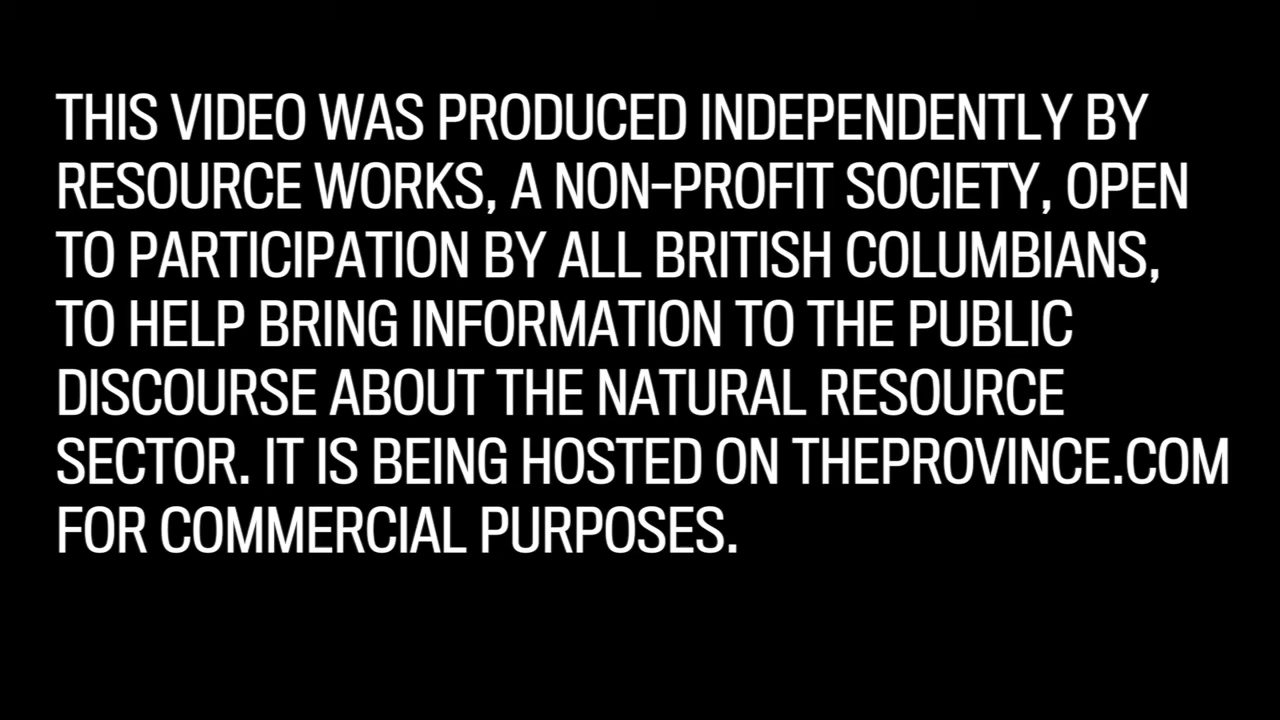 THIS VIDEO WAS PRODUCED INDEPENDENTLY BY
RESOURCE WORKS, A NON-PROFIT SOCIETY, OPEN
TO PARTICIPATION BY ALL BRITISH COLUMBIANS,
TO HELP BRING INFORMATION TO THE PUBLIC
DISCOURSE ABOUT THE NATURAL RESOURCE
SECTOR. IT IS BEING HOSTED ON THEPROVINCE.COM
FOR COMMERCIAL PURPOSES.